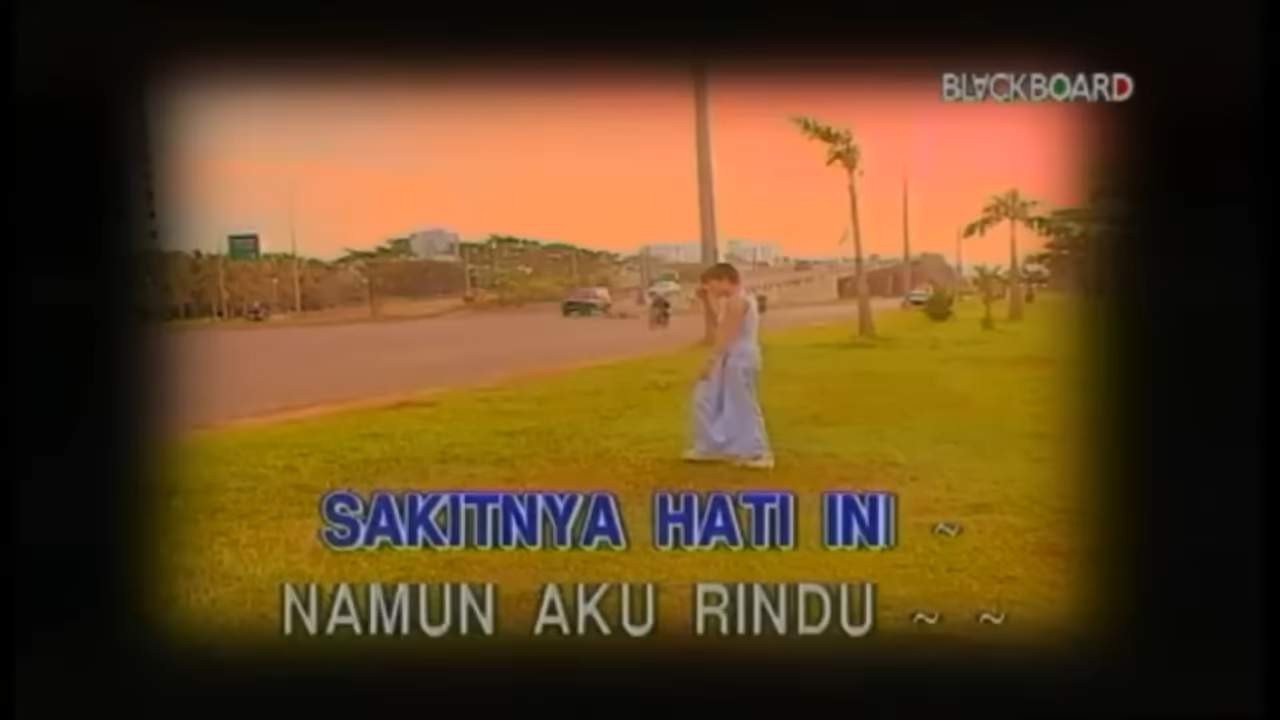 BLACKBOARD
SAKITNYA HATI INI ~
NAMUN AKU RINDU ~ ~